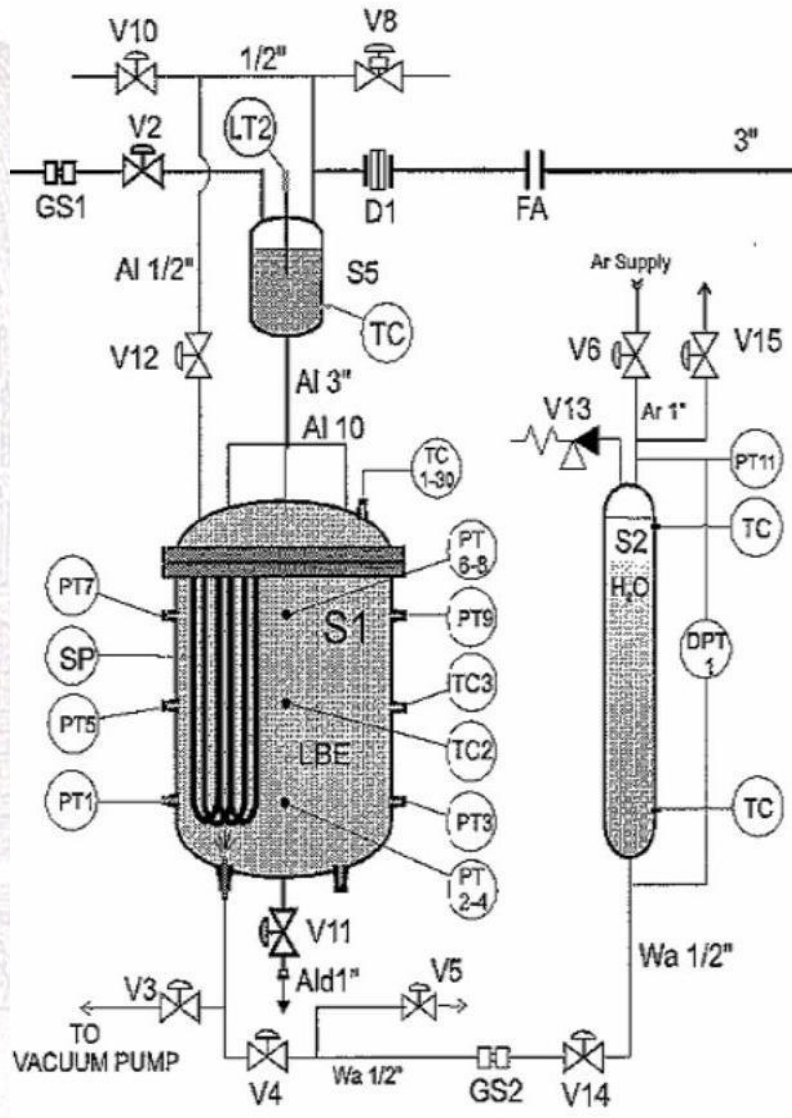 V10
V8
1/2"
LT2
V2
3"
GS1
D1
FA
Al 1/2"
S5
Ar Supply
TC
V12
V6
V15
Al 3"
Ar 1"
V13
Al 10
TC
1-30
PT11
PT
6-8
TC
S2
H2O
PT7
S1
PT9
SP
DPT
1
TC3
PT5
TC2
LBE
PT1
PT3
TC
PT
2-4
V11
Wa 1/2"
Ald1"
V3
V5
TO
VACUUM PUMP
V4
Wa 1/2"
GS2
V14